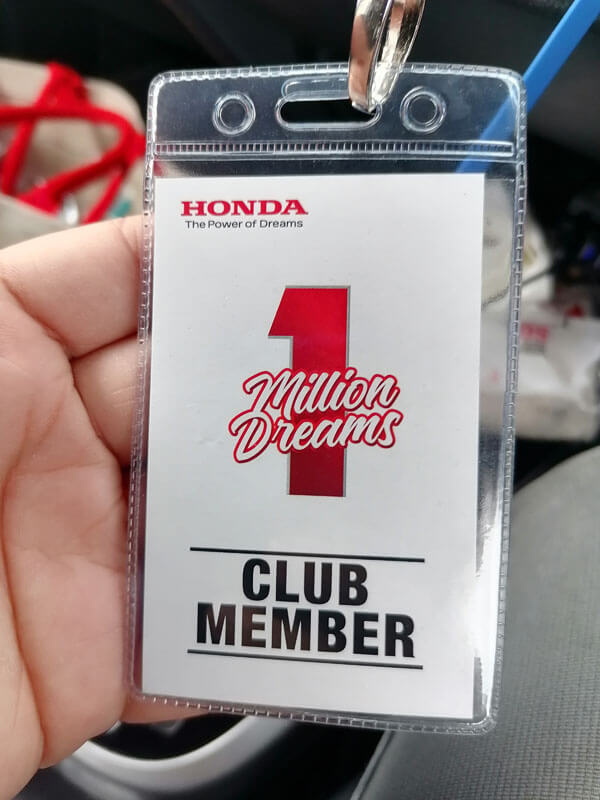 HONDA
The Power of Dreams
1
Million
Dreams
CLUB
MEMBER